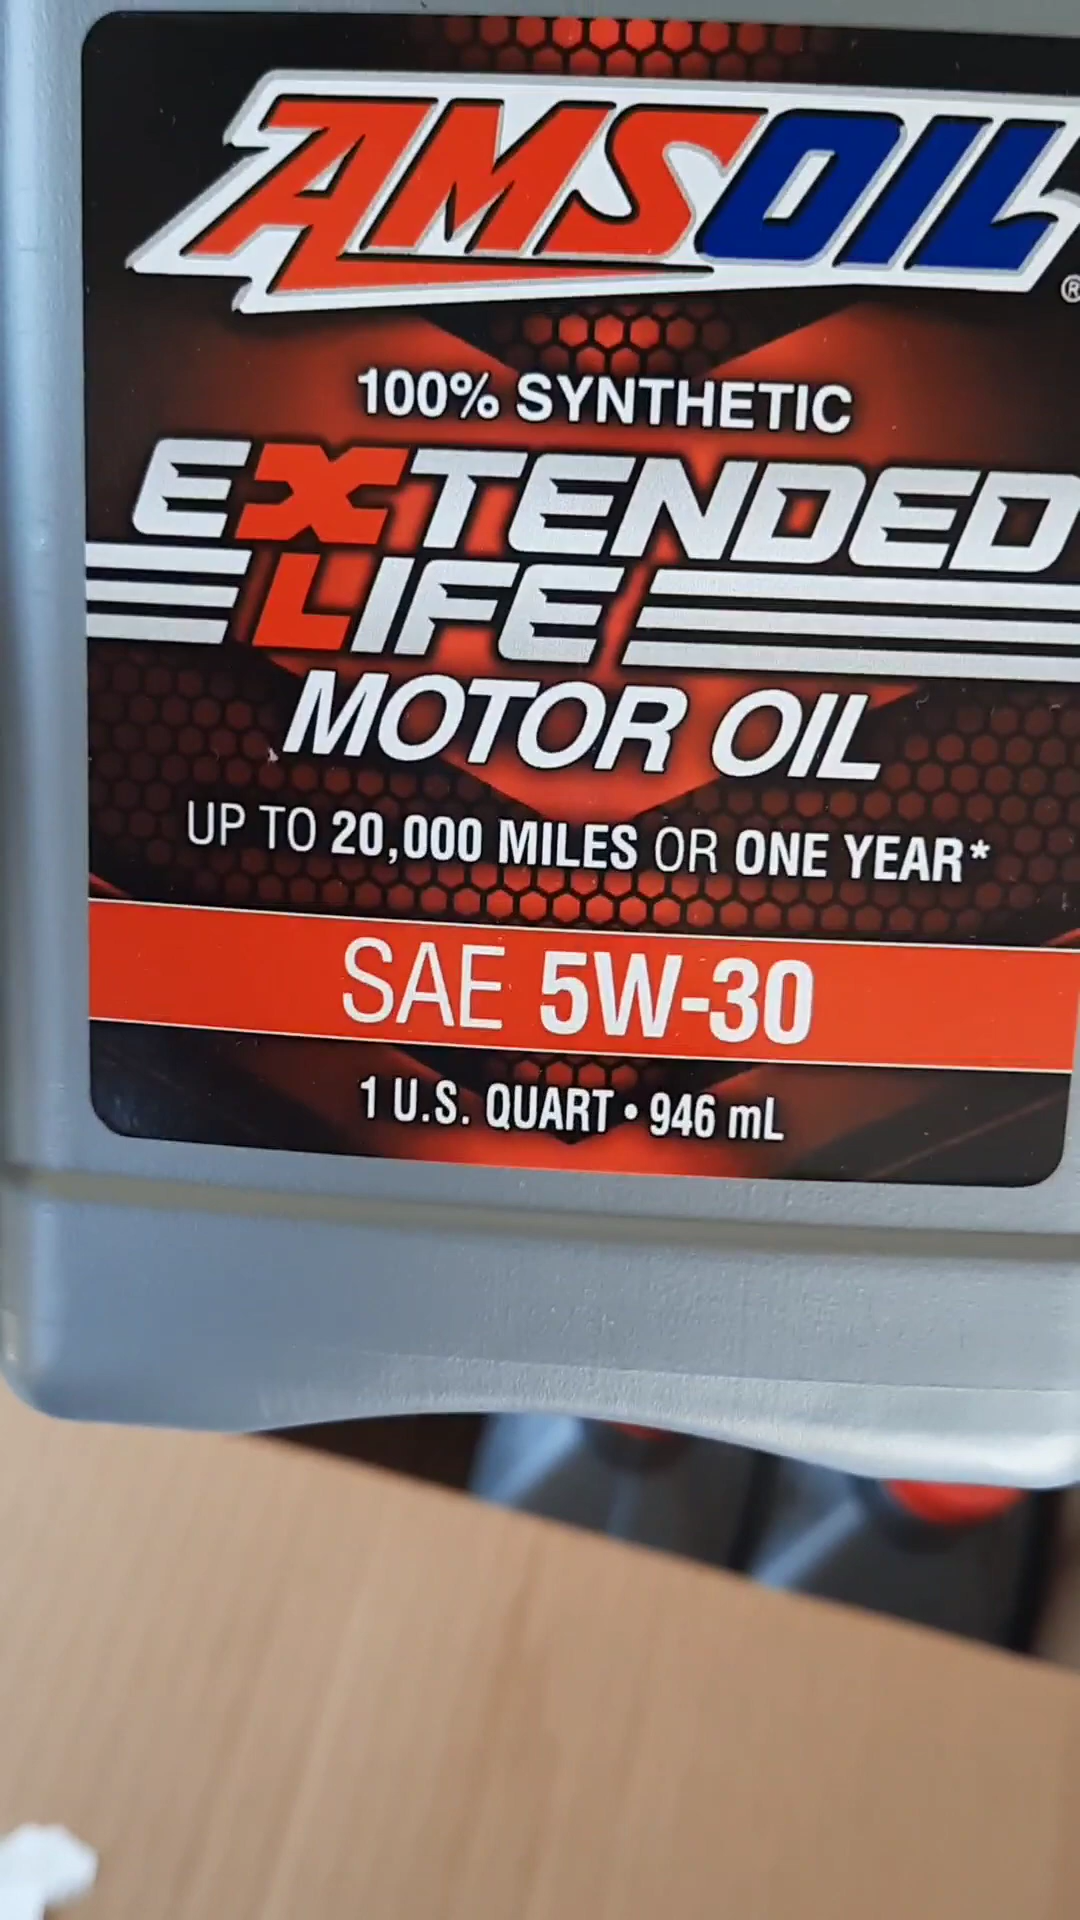 AMSOIL®
100% SYNTHETIC
EXTENDED
LIFE
MOTOR OIL
UP TO 20,000 MILES OR ONE YEAR*
SAE 5W-30
1 U.S. QUART • 946 mL